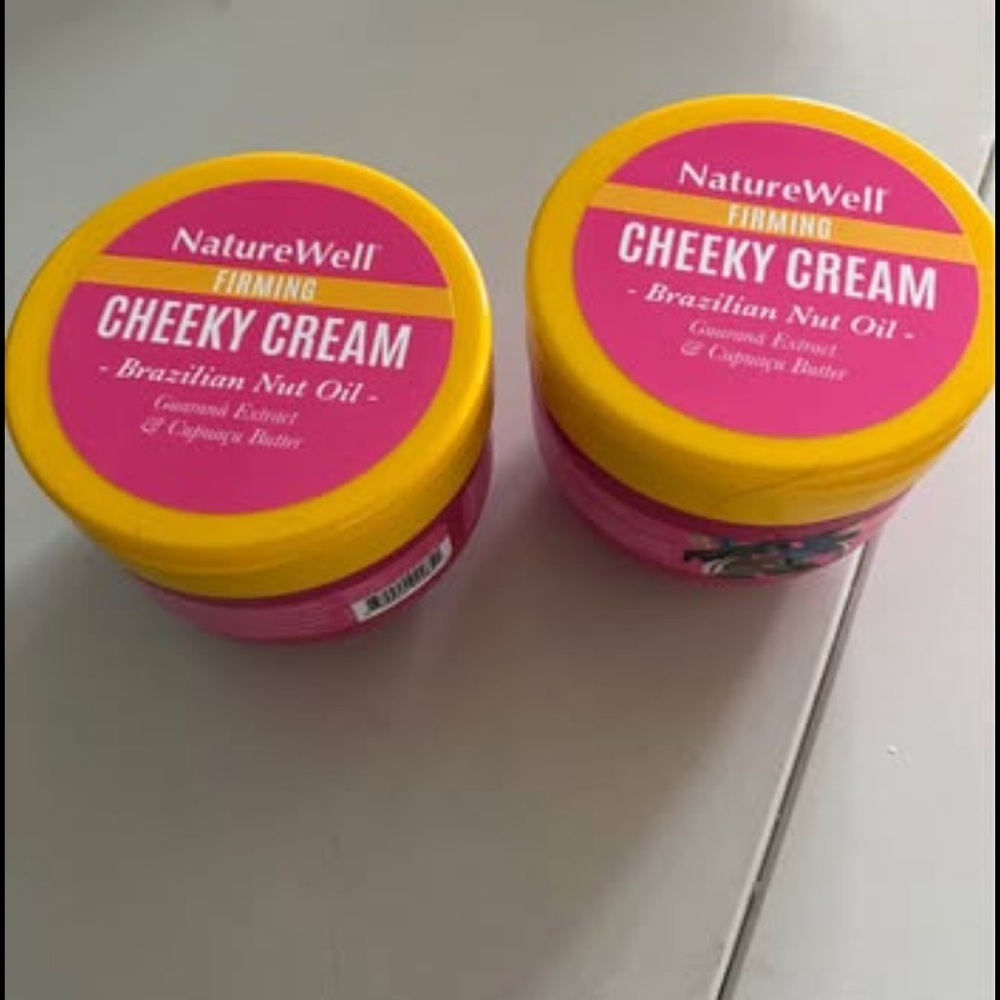 NatureWell
FIRMING
CHEEKY CREAM
- Brazilian Nut Oil -
Guaraná Extract
& Cupuaçu Butter
NatureWell
FIRMING
CHEEKY CREAM
- Brazilian Nut Oil -
Guaraná Extract
& Cupuaçu Butter